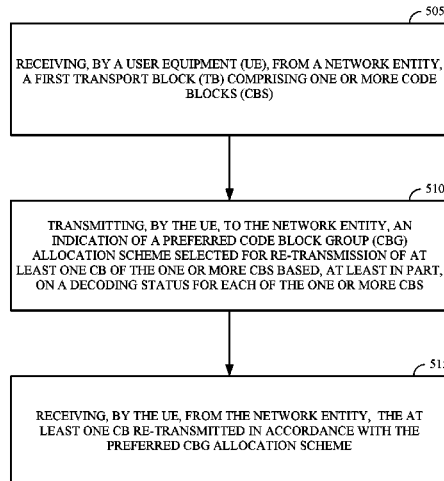 505
RECEIVING, BY A USER EQUIPMENT (UE), FROM A NETWORK ENTITY,
A FIRST TRANSPORT BLOCK (TB) COMPRISING ONE OR MORE CODE
BLOCKS (CBS)
510
TRANSMITTING, BY THE UE, TO THE NETWORK ENTITY, AN
INDICATION OF A PREFERRED CODE BLOCK GROUP (CBG)
ALLOCATION SCHEME SELECTED FOR RE-TRANSMISSION OF AT
LEAST ONE CB OF THE ONE OR MORE CBS BASED, AT LEAST IN PART,
ON A DECODING STATUS FOR EACH OF THE ONE OR MORE CBS
515
RECEIVING, BY THE UE, FROM THE NETWORK ENTITY, THE AT
LEAST ONE CB RE-TRANSMITTED IN ACCORDANCE WITH THE
PREFERRED CBG ALLOCATION SCHEME